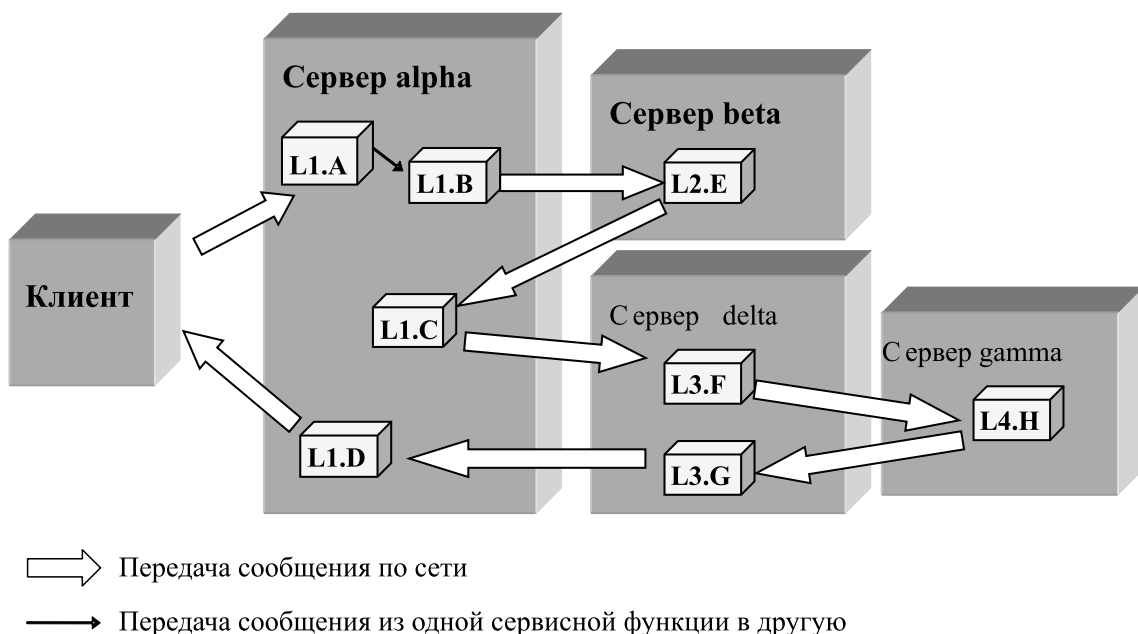 Сервер alpha
Сервер beta
L1.A
L1.B
L2.E
Клиент
L1.C
С ервер delta
С ервер gamma
L3.F
L4.H
L1.D
L3.G
Передача сообщения по сети
Передача сообщения из одной сервисной функции в другую